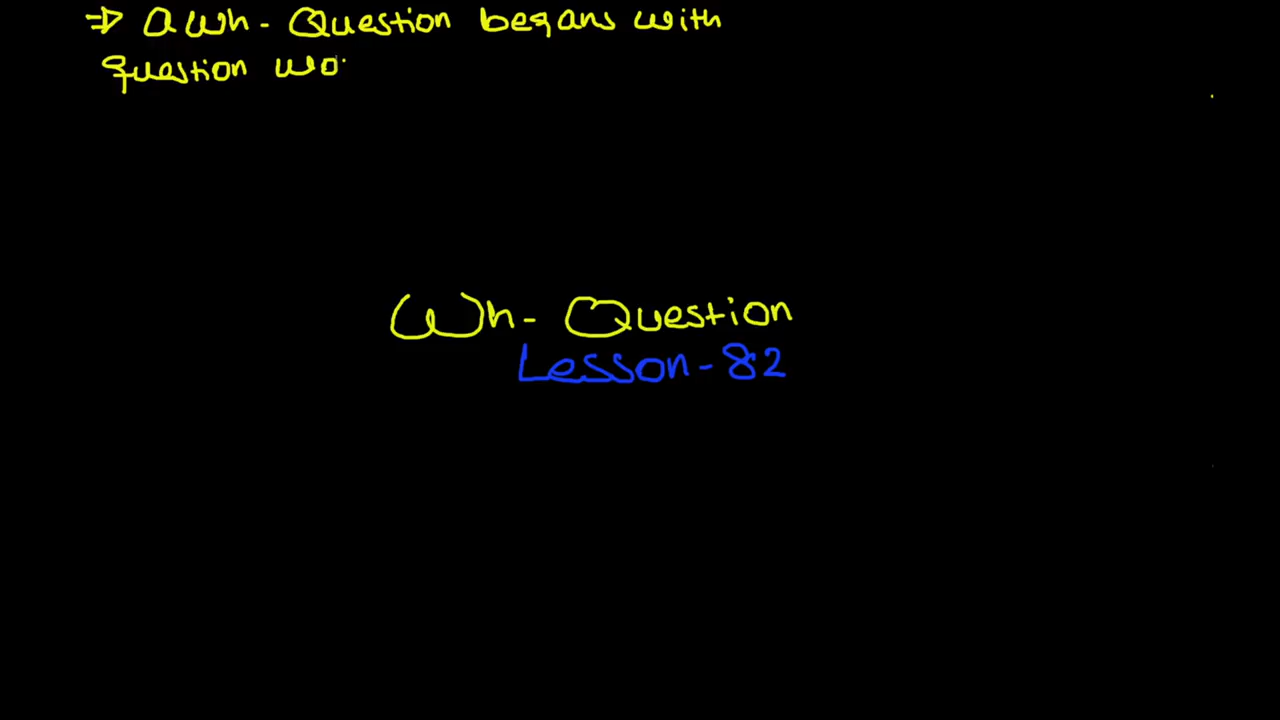 ⇒ a Wh - Question begans with
question wo
Wh - Question
Lesson - 82